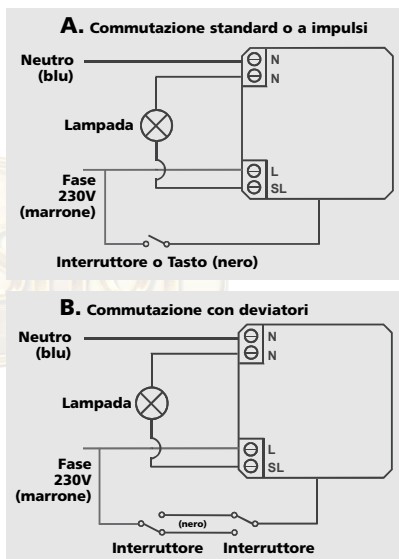 A. Commutazione standard o a impulsi
Neutro
(blu)
N
N
Lampada
L
SL
Fase
230V
(marrone)
Interruttore o Tasto (nero)
B. Commutazione con deviatori
Neutro
(blu)
N
N
Lampada
L
SL
Fase
230V
(marrone)
(nero)
Interruttore Interruttore